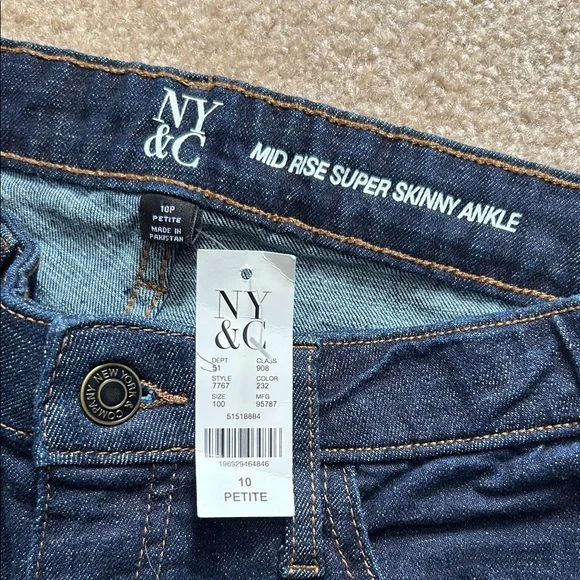 NY
&C
MID RISE SUPER SKINNY ANKLE
10P
PETITE
MADE IN
PAKISTAN
NY
&C
DEPT CLASS
51 908
STYLE COLOR
7767 232
SIZE MFG
100 95787
51518884
196929464846
10
PETITE
NEW YORK & COMPANY